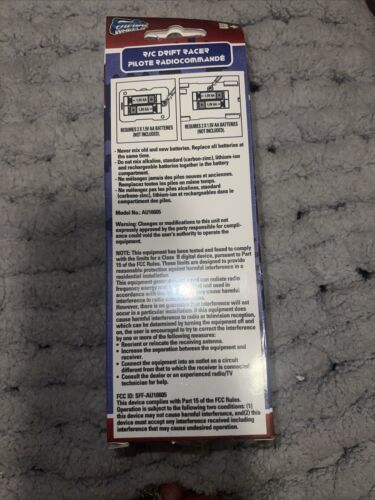 R/C DRIFT RACER
PILOTE RADIOCOMMANDÉ
REQUIRES 3 X 1.5V AA BATTERIES
(NOT INCLUDED)
REQUIRES 2 X 1.5V AA BATTERIES
(NOT INCLUDED)
- Never mix old and new batteries. Replace all batteries at
the same time.
- Do not mix alkaline, standard (carbon-zinc), lithium-ion
and rechargeable batteries together in the battery
compartment.
- Ne mélangez jamais des piles neuves et anciennes.
Remplacez toutes les piles en même temps.
- Ne mélangez pas les piles alcalines, standard
(carbone-zinc), lithium-ion et rechargeables dans le
compartiment des piles.
Model No.: AU18605
Warning: Changes or modifications to this unit not
expressly approved by the party responsible for compli-
ance could void the user's authority to operate the
equipment.
NOTE: This equipment has been tested and found to comply
with the limits for a Class B digital device, pursuant to Part
15 of the FCC Rules. These limits are designed to provide
reasonable protection against harmful interference in a
residential installation.
This equipment can radiate radio
frequency energy and used in
accordance with the may cause harmful
interference to radio
However, there is no interference will not
occur in a particular installation. If this equipment does
cause harmful interference to radio or television reception,
which can be determined by turning the equipment off and
on, the user is encouraged to try to correct the interference
by one or more of the following measures:
• Reorient or relocate the receiving antenna.
• Increase the separation between the equipment and
receiver.
• Connect the equipment into an outlet on a circuit
different from that to which the receiver is connected.
• Consult the dealer or an experienced radio/TV
technician for help.
FCC ID: SFF-AU18605
This device complies with Part 15 of the FCC Rules.
Operation is subject to the following two conditions: (1)
this device may not cause harmful interference, and(2) this
device must accept any interference received including
interference that may cause undesired operation.